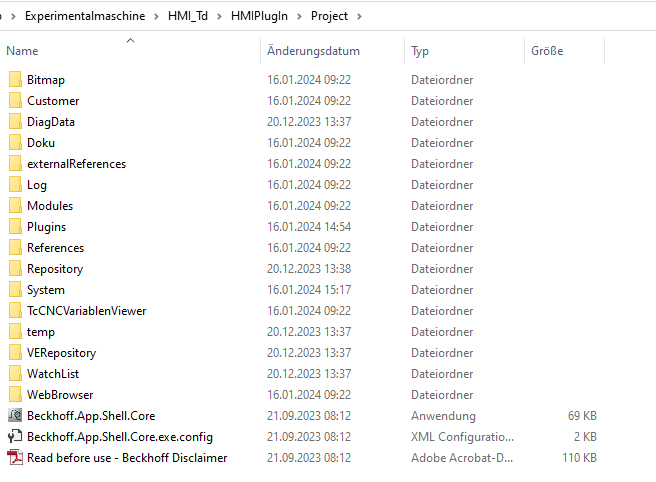 Experimentalmaschine > HMI_Td > HMIPlugIn > Project >
Name Änderungsdatum Typ Größe
Bitmap 16.01.2024 09:22 Dateiordner
Customer 16.01.2024 09:22 Dateiordner
DiagData 20.12.2023 13:37 Dateiordner
Doku 16.01.2024 09:22 Dateiordner
externalReferences 16.01.2024 09:22 Dateiordner
Log 16.01.2024 09:22 Dateiordner
Modules 16.01.2024 09:22 Dateiordner
Plugins 16.01.2024 14:54 Dateiordner
References 16.01.2024 09:22 Dateiordner
Repository 20.12.2023 13:38 Dateiordner
System 16.01.2024 15:17 Dateiordner
TcCNCVariablenViewer 16.01.2024 09:22 Dateiordner
temp 20.12.2023 13:37 Dateiordner
VERepository 20.12.2023 13:37 Dateiordner
WatchList 20.12.2023 13:37 Dateiordner
WebBrowser 16.01.2024 09:22 Dateiordner
Beckhoff.App.Shell.Core 21.09.2023 08:12 Anwendung 69 KB
Beckhoff.App.Shell.Core.exe.config 21.09.2023 08:12 XML Configuratio... 2 KB
Read before use - Beckhoff Disclaimer 21.09.2023 08:12 Adobe Acrobat-D... 110 KB